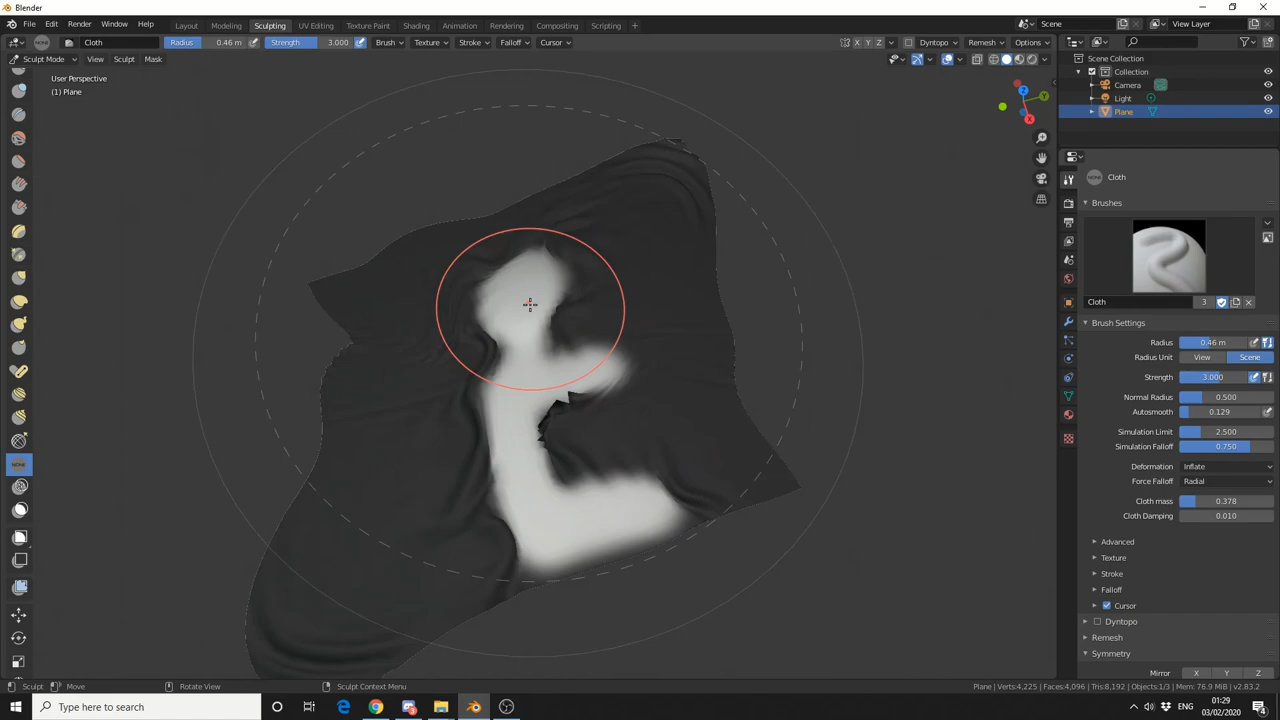 Blender
File Edit Render Window Help Layout Modeling Sculpting UV Editing Texture Paint Shading Animation Rendering Compositing Scripting + Scene View Layer
NONE Cloth Radius 0.46 m Strength 3.000 Brush Texture Stroke Falloff Cursor X Y Z Dyntopo Remesh Options
Sculpt Mode View Sculpt Mask
User Perspective
(1) Plane
Z Y X
Scene Collection
Collection
Camera
Light
Plane
NONE Cloth
Brushes
Cloth 3
Brush Settings
Radius 0.46 m
Radius Unit View Scene
Strength 3.000
Normal Radius 0.500
Autosmooth 0.129
Simulation Limit 2.500
Simulation Falloff 0.750
Deformation Inflate
Force Falloff Radial
Cloth mass 0.378
Cloth Damping 0.010
Advanced
Texture
Stroke
Falloff
Cursor
Dyntopo
Remesh
Symmetry
Mirror X Y Z
NONE
Sculpt Move Rotate View Sculpt Context Menu Plane | Verts:4,225 | Faces:4,096 | Tris:8,192 | Objects:1/3 | Mem: 76.9 MiB | v2.83.2
Type here to search
ENG
01:29
03/02/2020
3
4